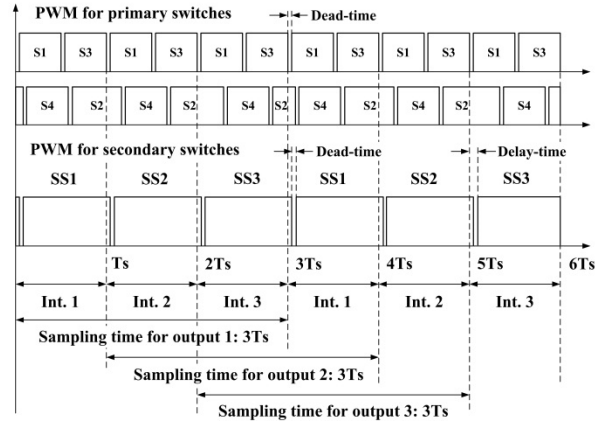 PWM for primary switches
Dead-time
S1 S3 S1 S3 S1 S3 S1 S3 S1 S3 S1 S3
S4 S2 S4 S2 S4 S2 S4 S2 S4 S2 S4
PWM for secondary switches
Dead-time
Delay-time
SS1 SS2 SS3 SS1 SS2 SS3
Ts 2Ts 3Ts 4Ts 5Ts 6Ts
Int. 1 Int. 2 Int. 3 Int. 1 Int. 2 Int. 3
Sampling time for output 1: 3Ts
Sampling time for output 2: 3Ts
Sampling time for output 3: 3Ts